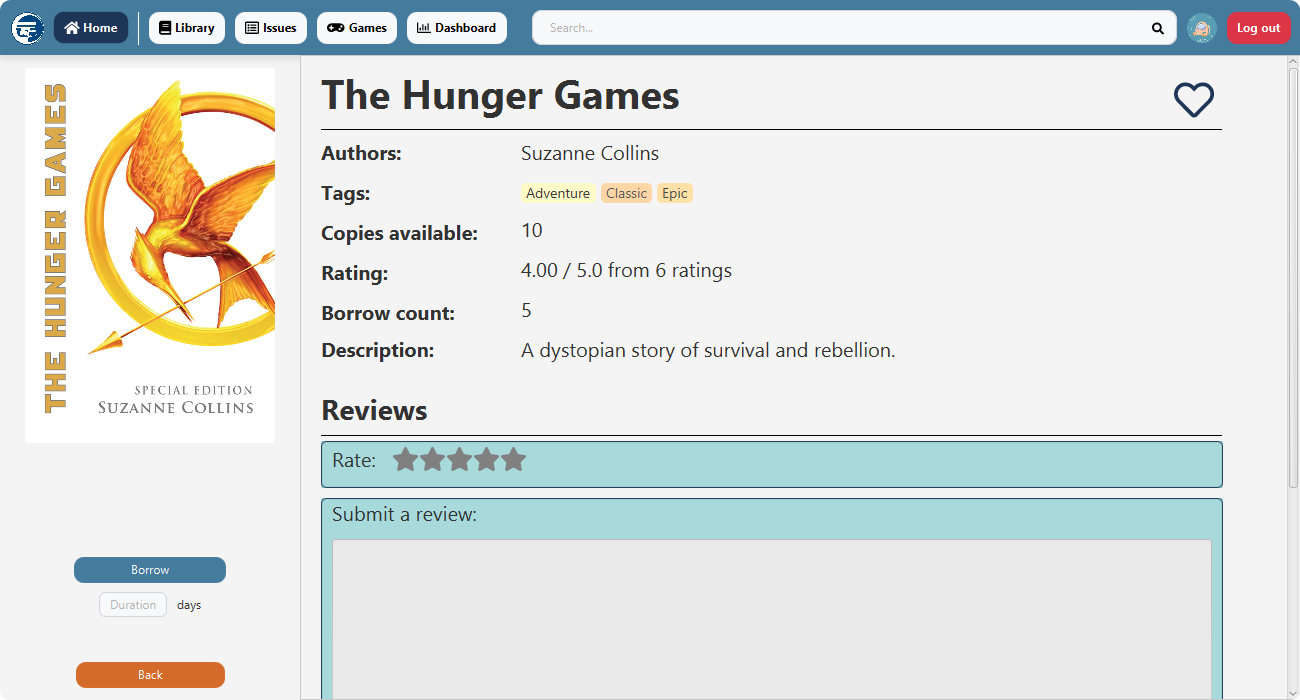 Home
Library
Issues
Games
Dashboard
Search...
Log out
THE HUNGER GAMES
SPECIAL EDITION
SUZANNE COLLINS
Borrow
Duration days
Back
The Hunger Games
Authors: Suzanne Collins
Tags: Adventure Classic Epic
Copies available: 10
Rating: 4.00 / 5.0 from 6 ratings
Borrow count: 5
Description: A dystopian story of survival and rebellion.
Reviews
Rate:
Submit a review: